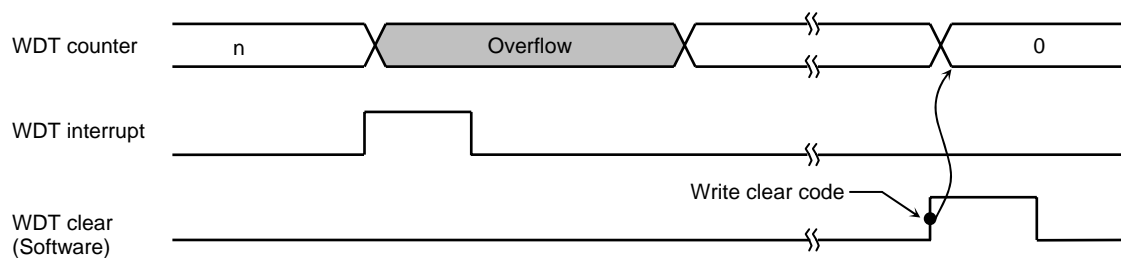 WDT counter
n
Overflow
0
WDT interrupt
Write clear code
WDT clear
(Software)